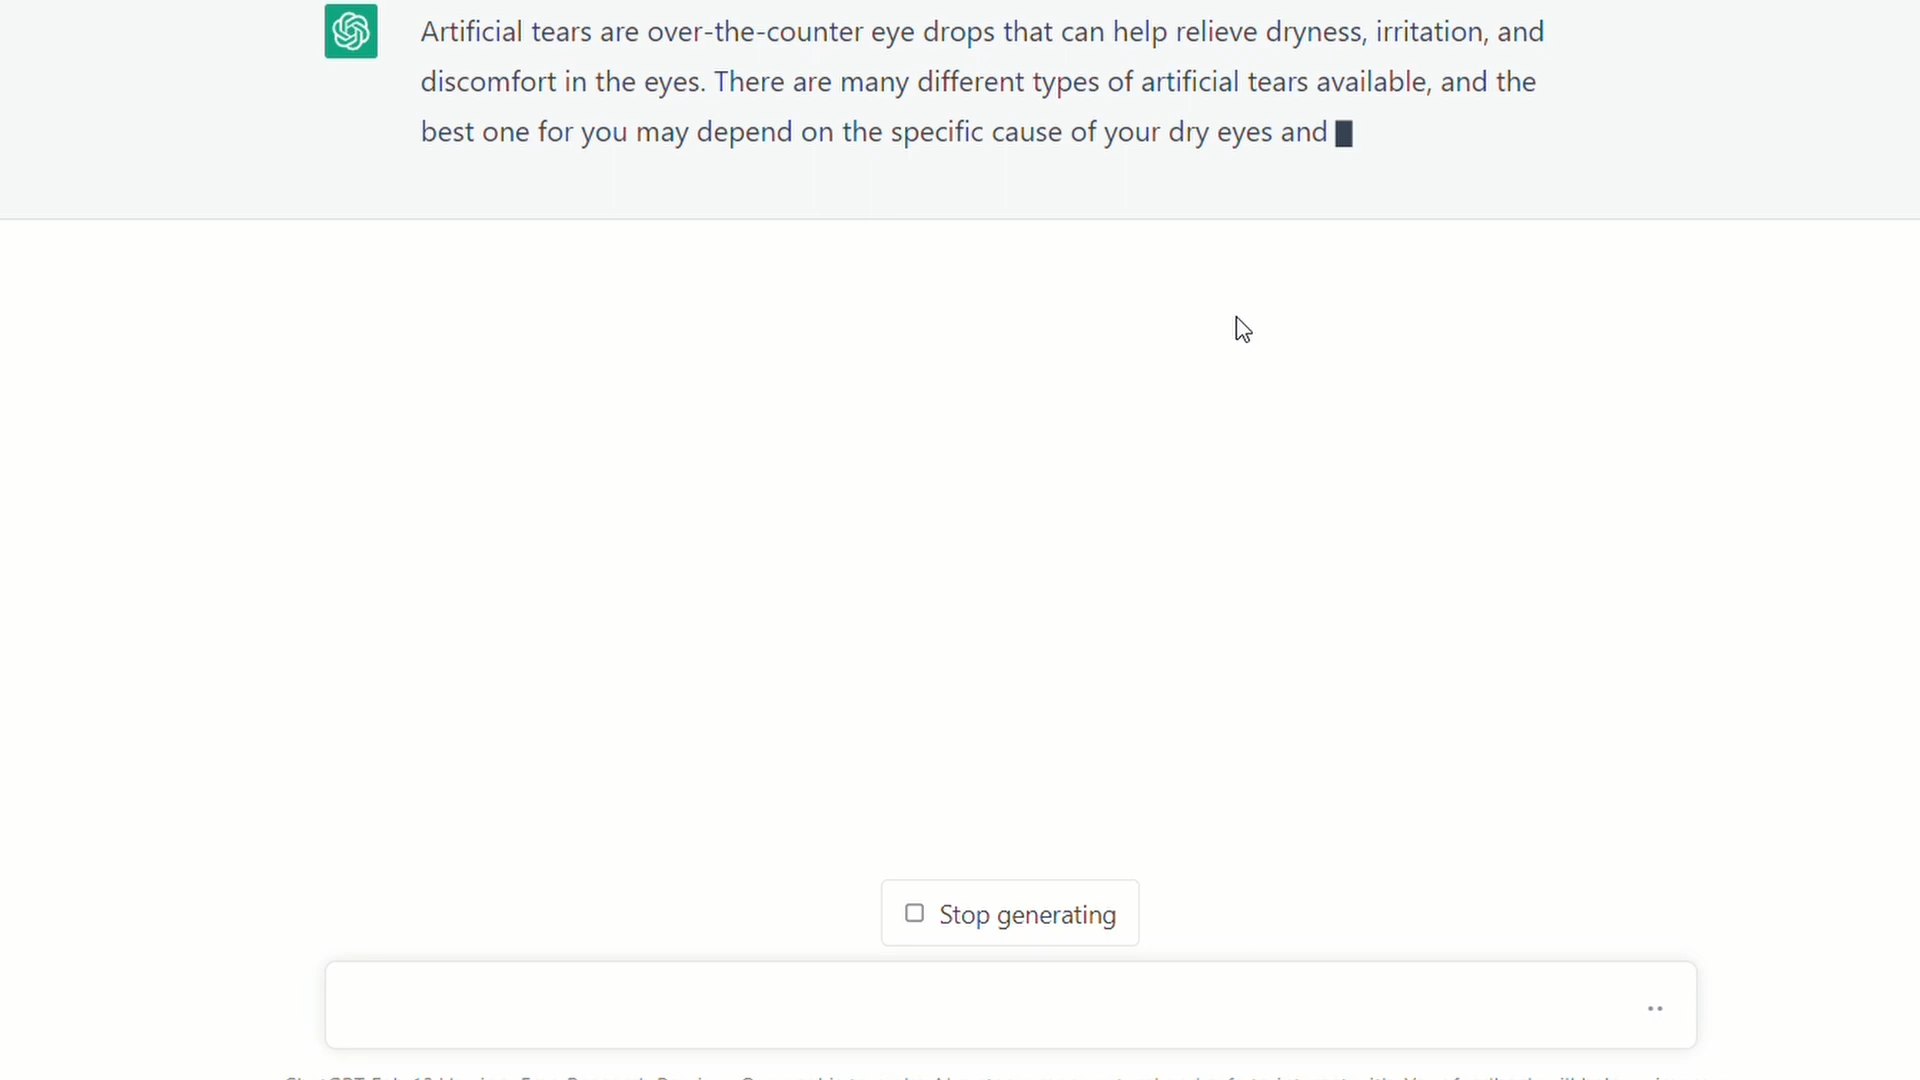 Artificial tears are over-the-counter eye drops that can help relieve dryness, irritation, and
discomfort in the eyes. There are many different types of artificial tears available, and the
best one for you may depend on the specific cause of your dry eyes and
Stop generating